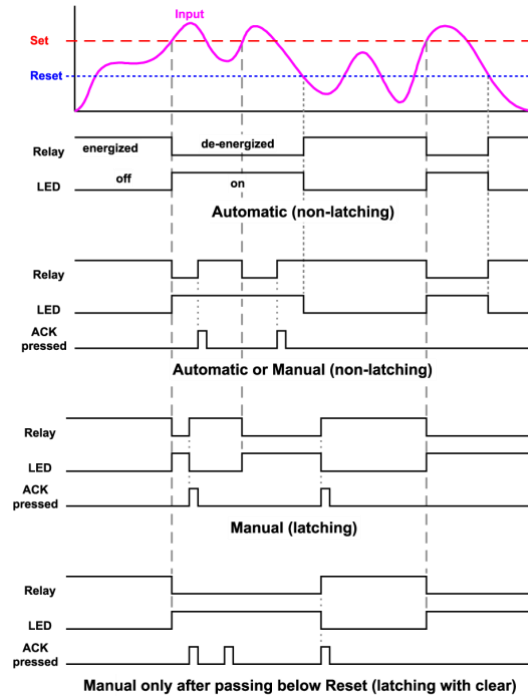 Input
Set
Reset
Relay energized de-energized
LED off on
Automatic (non-latching)
Relay
LED
ACK
pressed
Automatic or Manual (non-latching)
Relay
LED
ACK
pressed
Manual (latching)
Relay
LED
ACK
pressed
Manual only after passing below Reset (latching with clear)